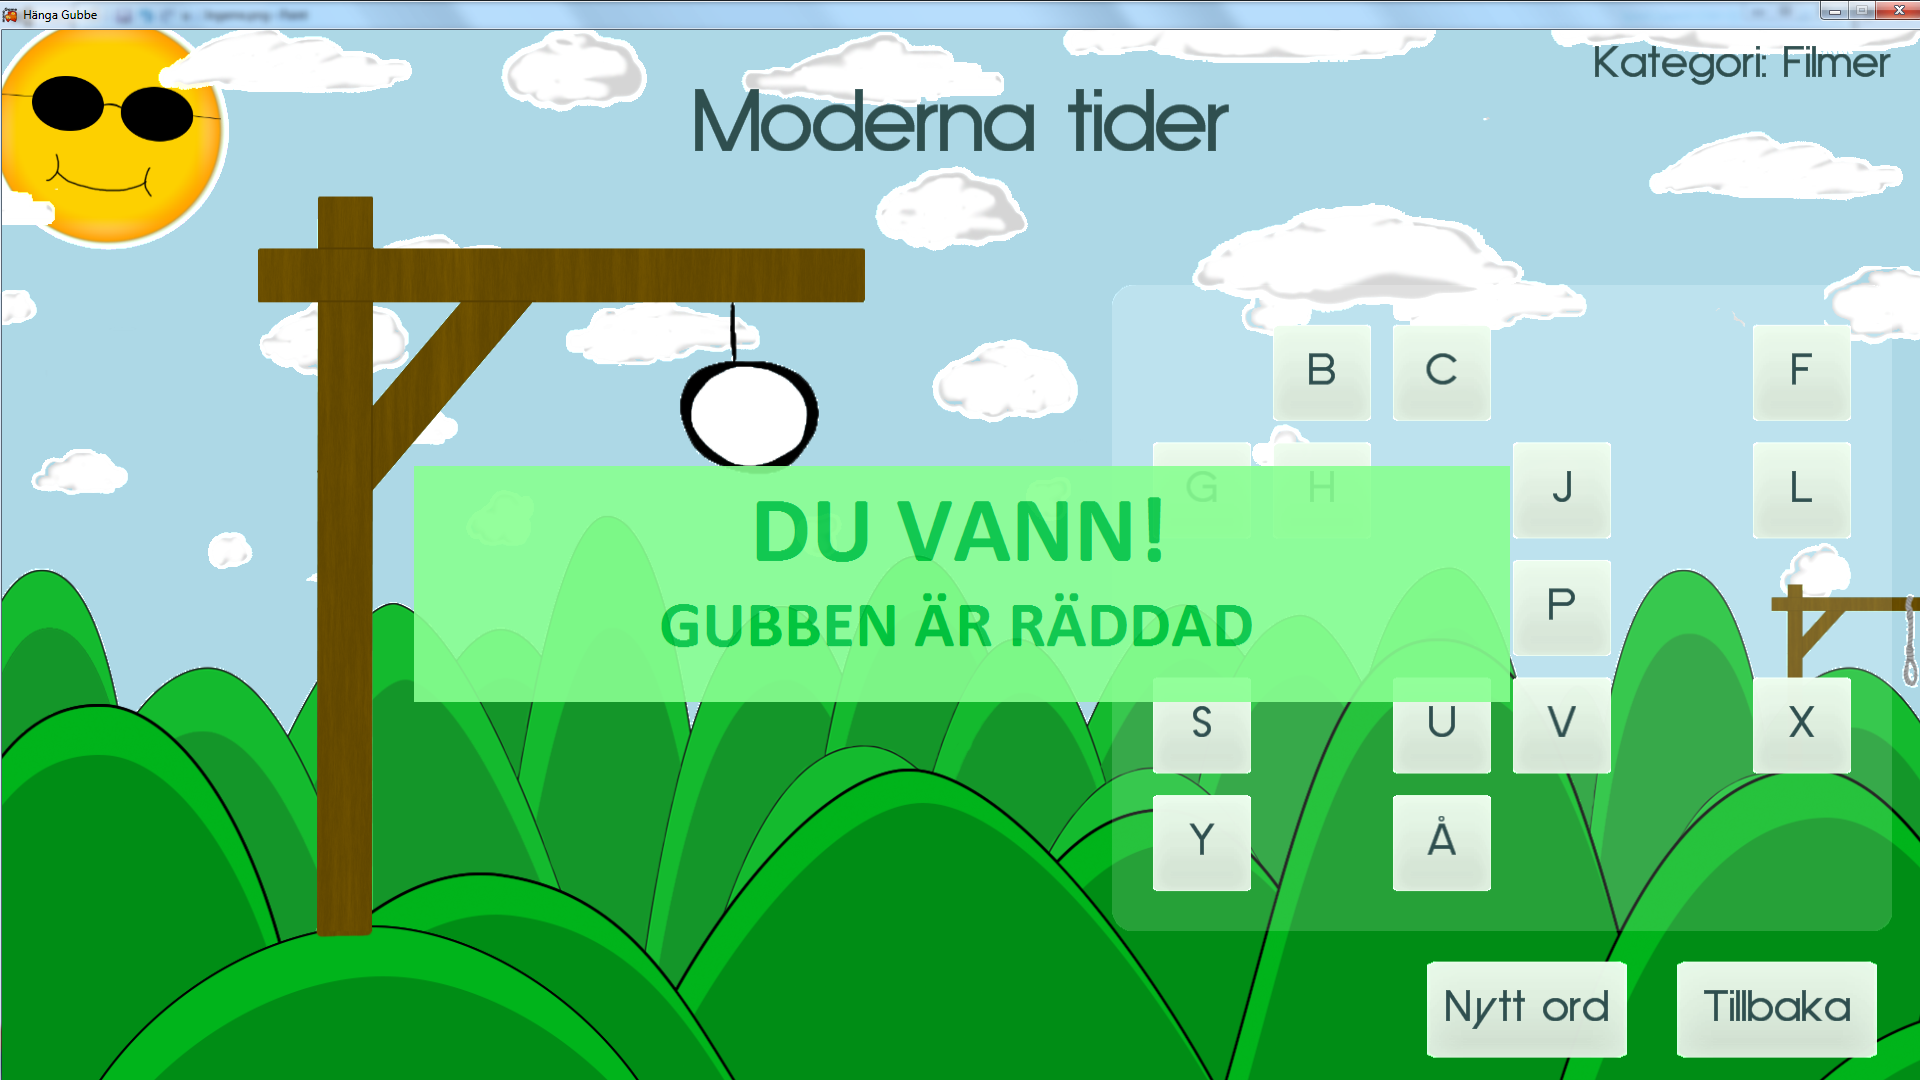 Hänga Gubbe
Kategori: Filmer
Moderna tider
B C F
G H J L
DU VANN!
P
GUBBEN ÄR RÄDDAD
S U V X
Y Å
Nytt ord Tillbaka